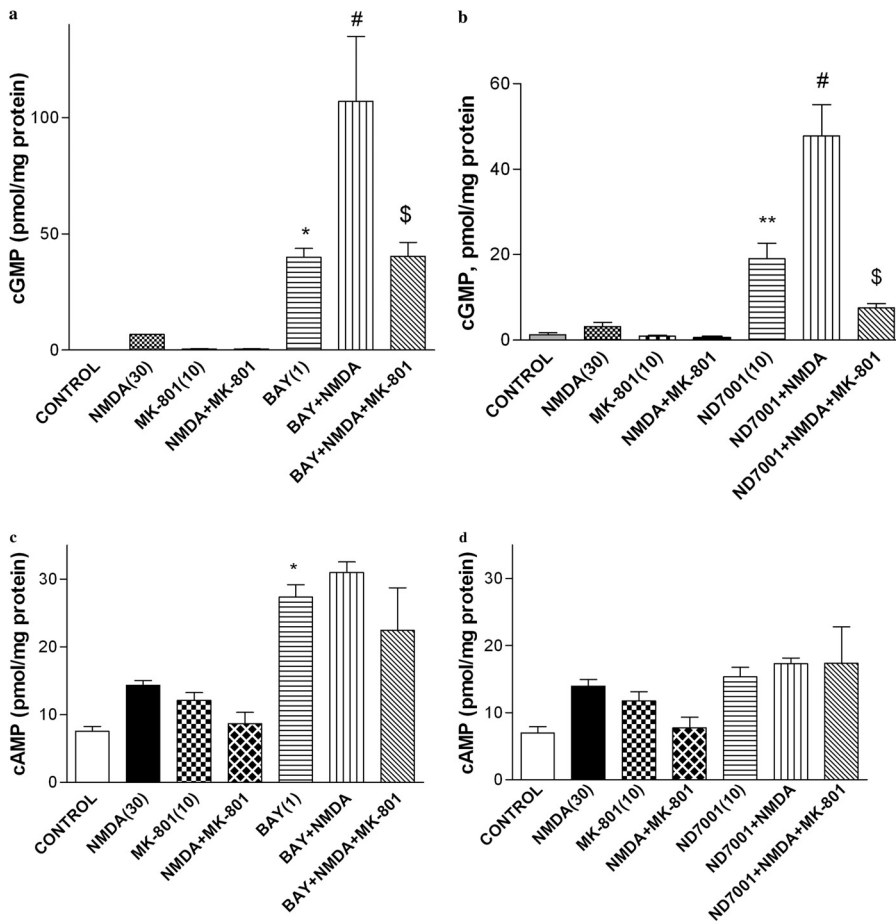 a
cGMP (pmol/mg protein)
100
50
0
*
#
$
CONTROL
NMDA(30)
MK-801(10)
NMDA+MK-801
BAY(1)
BAY+NMDA
BAY+NMDA+MK-801
b
cGMP, pmol/mg protein)
60
40
20
0
**
#
$
CONTROL
NMDA(30)
MK-801(10)
NMDA+MK-801
ND7001(10)
ND7001+NMDA
ND7001+NMDA+MK-801
c
cAMP (pmol/mg protein)
30
20
10
0
*
CONTROL
NMDA(30)
MK-801(10)
NMDA+MK-801
BAY(1)
BAY+NMDA
BAY+NMDA+MK-801
d
cAMP (pmol/mg protein)
30
20
10
0
CONTROL
NMDA(30)
MK-801(10)
NMDA+MK-801
ND7001(10)
ND7001+NMDA
ND7001+NMDA+MK-801